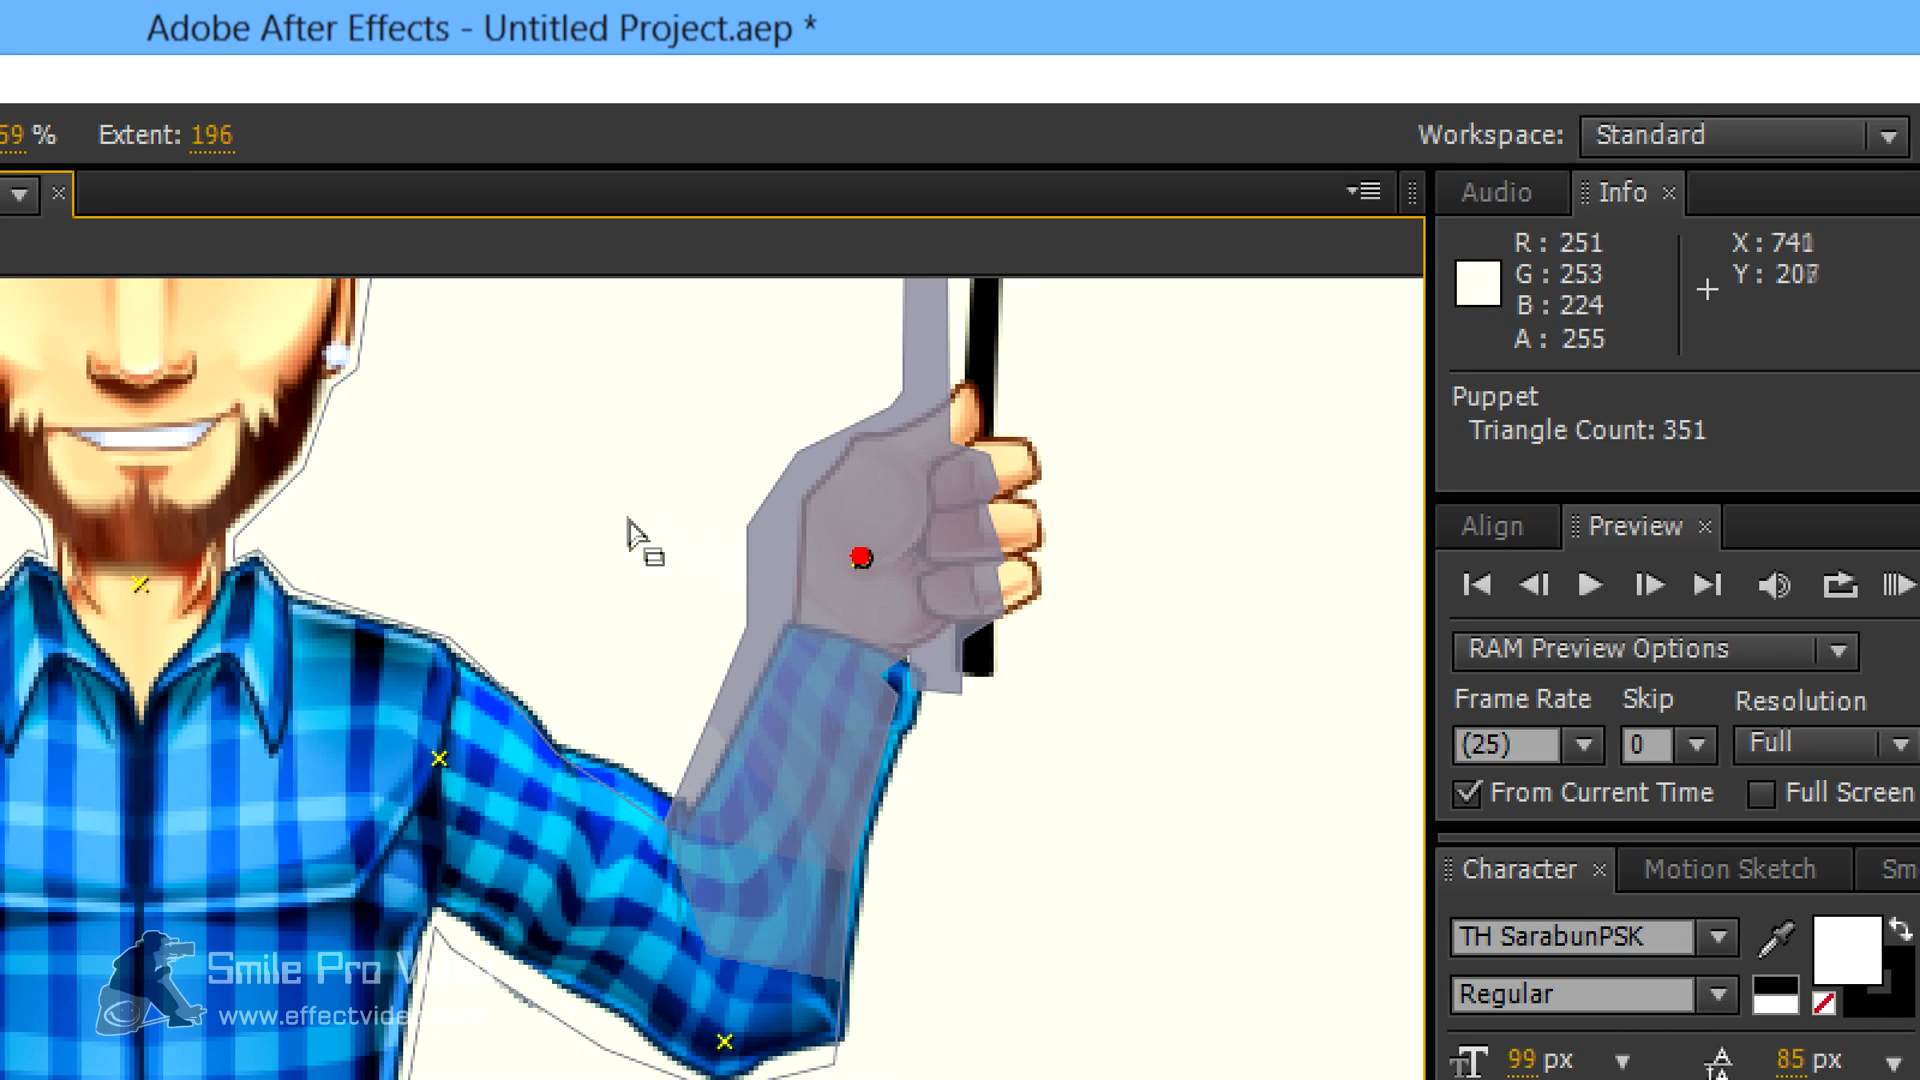 Adobe After Effects - Untitled Project.aep *
59 % Extent: 196
Workspace: Standard
Audio Info
R : 251
G : 253
B : 224
A : 255
X : 
Y : 
Puppet
Triangle Count: 351
Align Preview
RAM Preview Options
Frame Rate Skip Resolution
(25) 0 Full
From Current Time Full Screen
Character Motion Sketch Sm
TH SarabunPSK
Regular
99 px 85 px
Smile Pro
www.effectvide